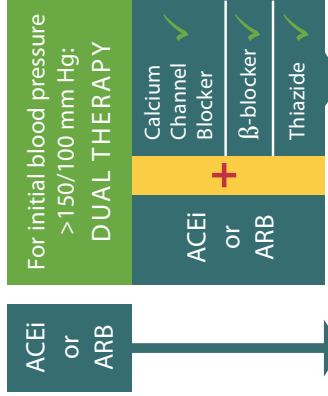 For initial blood pressure
>150/100 mm Hg:
DUAL THERAPY
ACEi
or
ARB
ACEi
or
ARB
+
Calcium
Channel
Blocker
ß-blocker
Thiazide